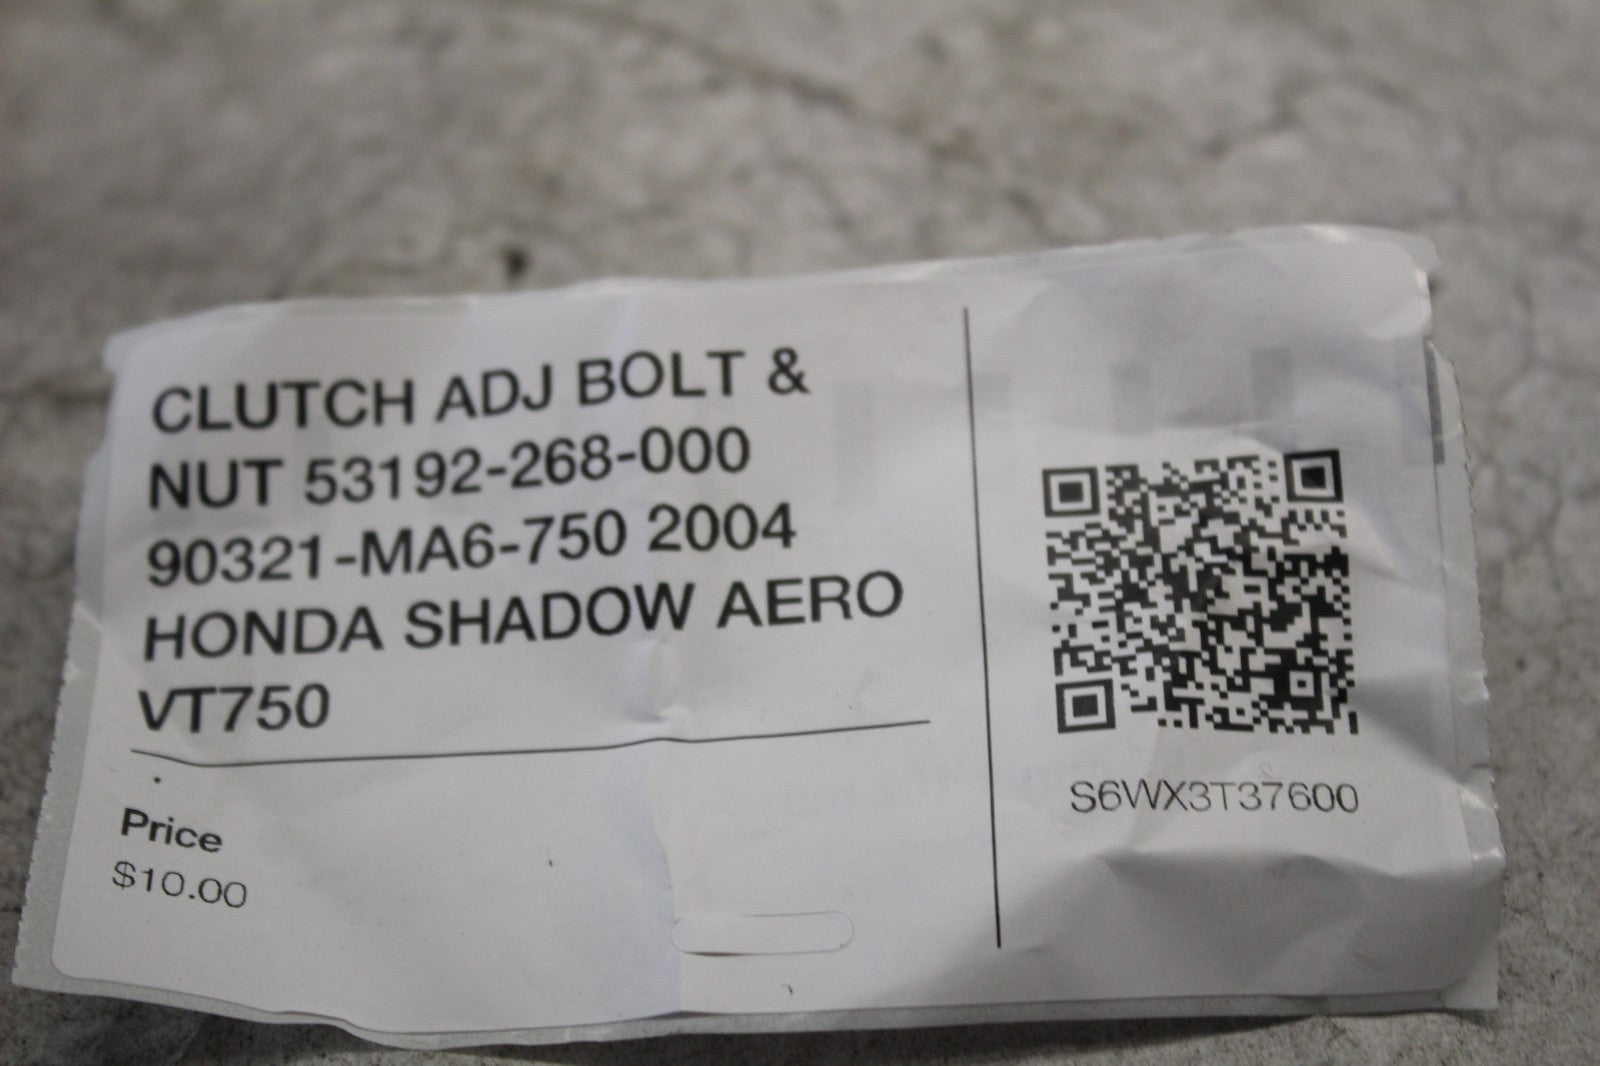 CLUTCH ADJ BOLT &
NUT 53192-268-000
90321-MA6-750 2004
HONDA SHADOW AERO
VT750
Price
$10.00
S6WX3T37600